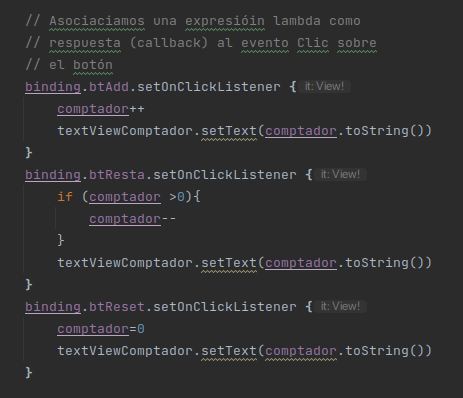 // Asociaciamos una expresióin lambda como
// respuesta (callback) al evento Clic sobre
// el botón
binding.btAdd.setOnClickListener { it: View!
comptador++
textViewComptador.setText(comptador.toString())
}
binding.btResta.setOnClickListener { it: View!
if (comptador >0){
comptador--
}
textViewComptador.setText(comptador.toString())
}
binding.btReset.setOnClickListener { it: View!
comptador=0
textViewComptador.setText(comptador.toString())
}